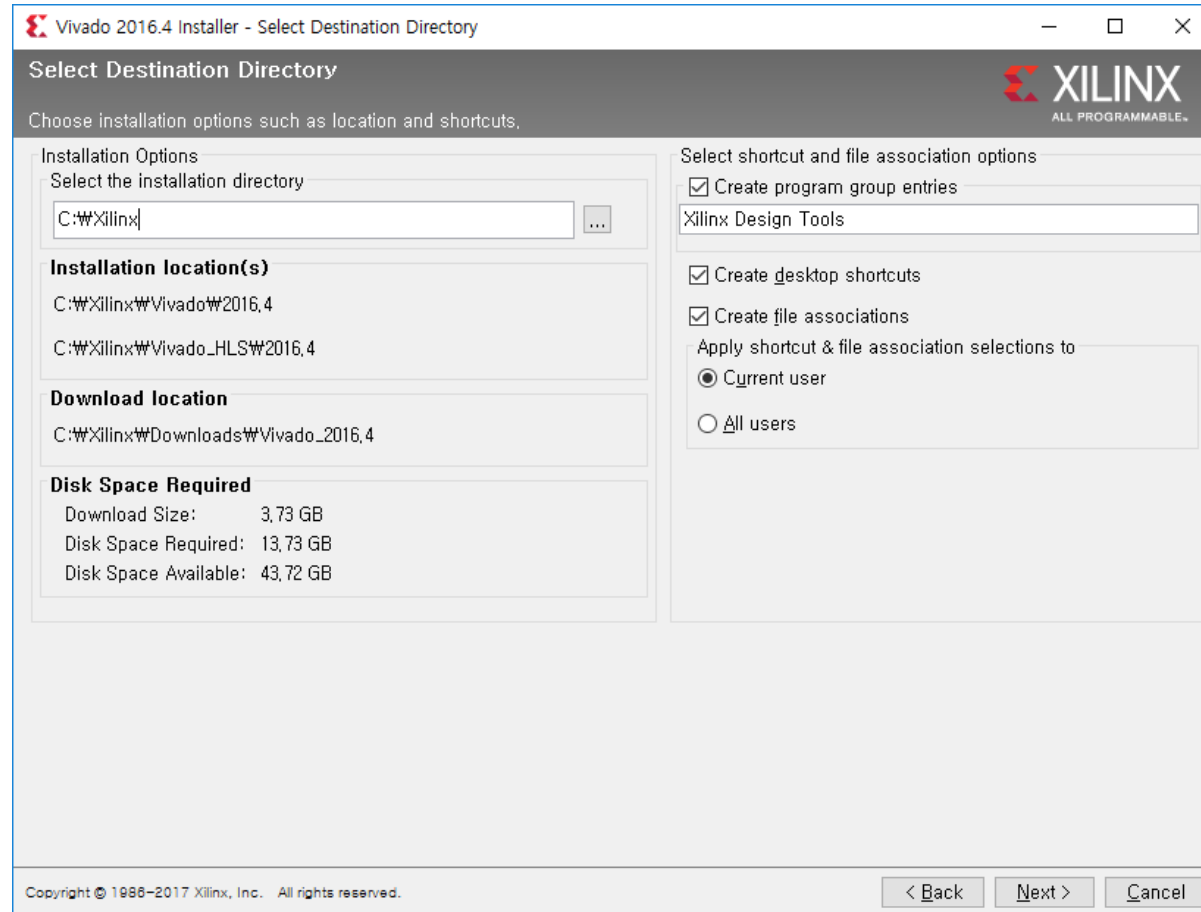 Vivado 2016.4 Installer - Select Destination Directory
Select Destination Directory
XILINX
ALL PROGRAMMABLE™
Choose installation options such as location and shortcuts.
Installation Options
Select the installation directory
C:₩Xilinx
...
Installation location(s)
C:₩Xilinx₩Vivado₩2016.4
C:₩Xilinx₩Vivado_HLS₩2016.4
Download location
C:₩Xilinx₩Downloads₩Vivado_2016.4
Disk Space Required
Download Size: 3.73 GB
Disk Space Required: 13.73 GB
Disk Space Available: 43.72 GB
Select shortcut and file association options
Create program group entries
Xilinx Design Tools
Create desktop shortcuts
Create file associations
Apply shortcut & file association selections to
Current user
All users
Copyright © 1986-2017 Xilinx, Inc. All rights reserved.
< Back
Next >
Cancel